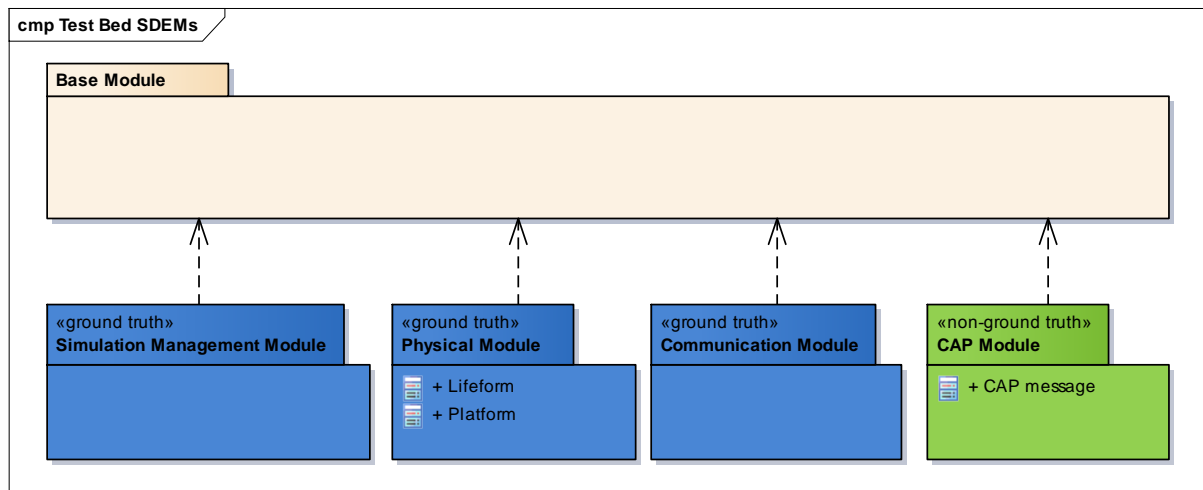 cmp Test Bed SDEMs
Base Module
«ground truth»
Simulation Management Module
«ground truth»
Physical Module
+ Lifeform
+ Platform
«ground truth»
Communication Module
«non-ground truth»
CAP Module
+ CAP message